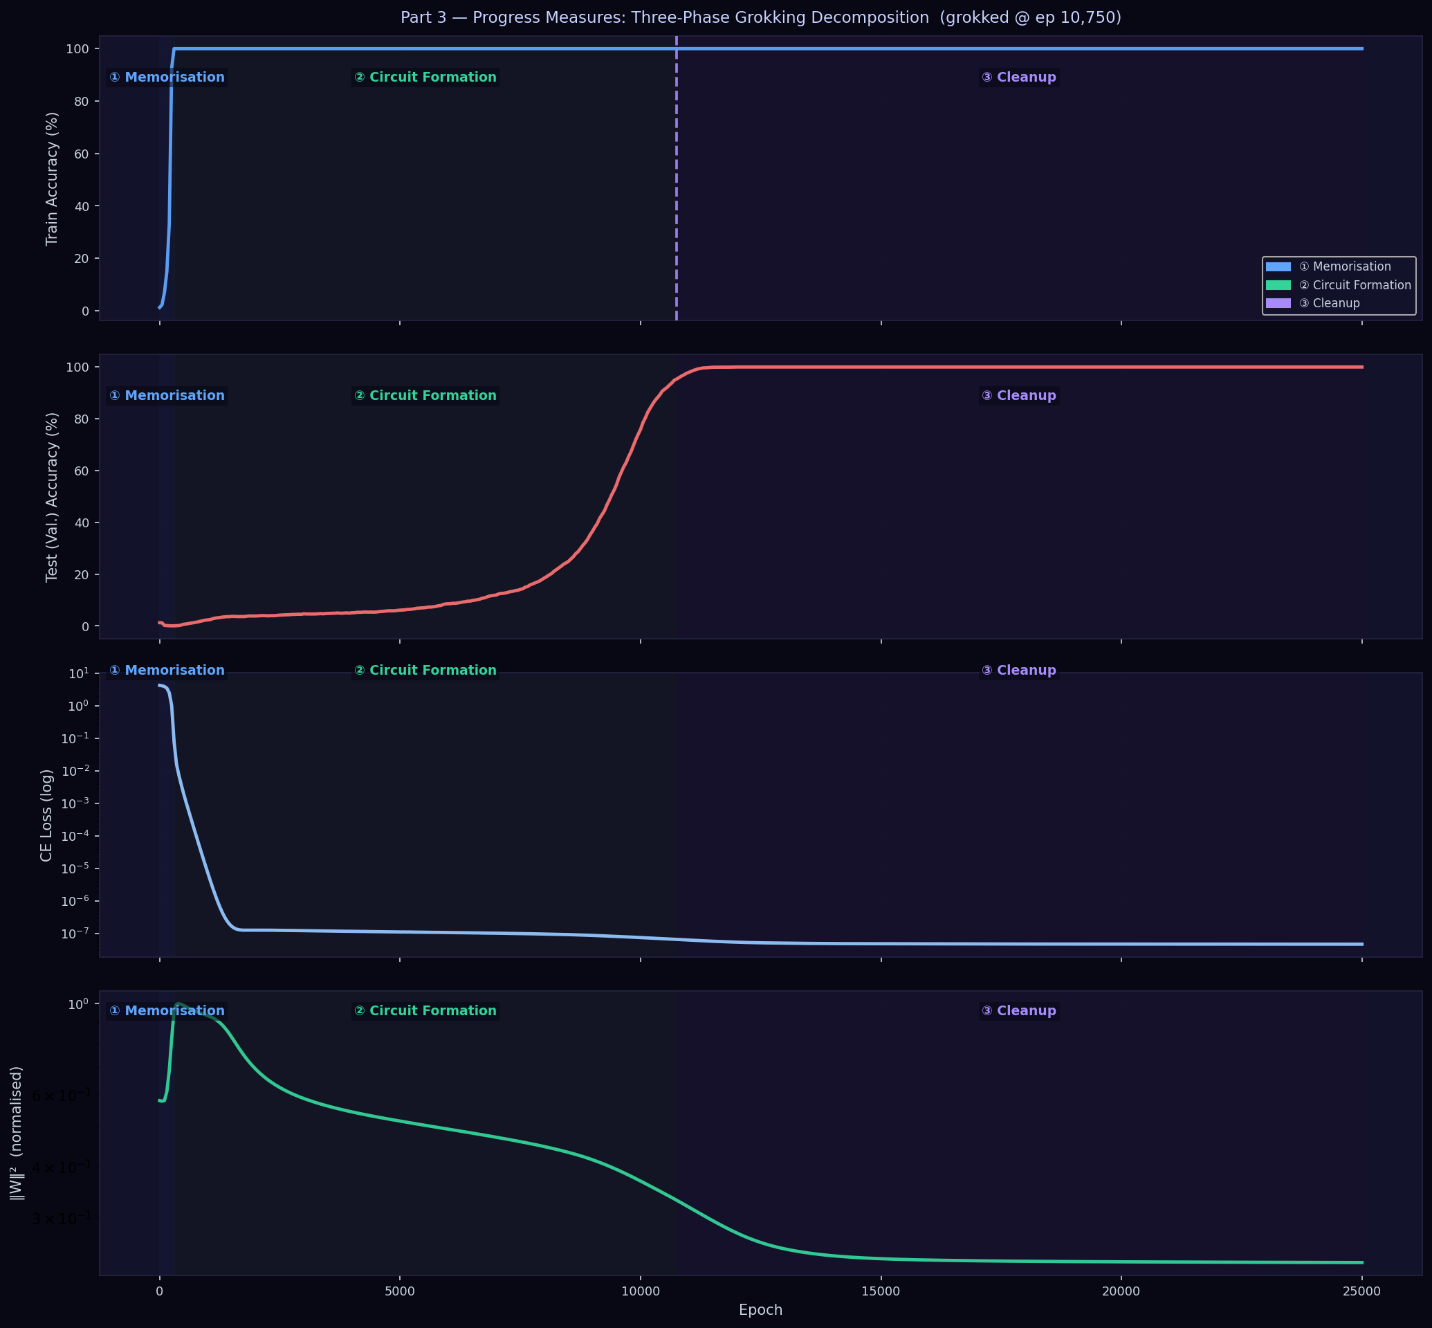 Part 3 — Progress Measures: Three-Phase Grokking Decomposition (grokked @ ep 10,750)
Train Accuracy (%)
100
80
60
40
20
0
① Memorisation
② Circuit Formation
③ Cleanup
① Memorisation
② Circuit Formation
③ Cleanup
Test (Val.) Accuracy (%)
100
80
60
40
20
0
① Memorisation
② Circuit Formation
③ Cleanup
CE Loss (log)
10¹
10⁰
10⁻¹
10⁻²
10⁻³
10⁻⁴
10⁻⁵
10⁻⁶
10⁻⁷
① Memorisation
② Circuit Formation
③ Cleanup
‖W‖² (normalised)
10⁰
6 × 10⁻¹
4 × 10⁻¹
3 × 10⁻¹
① Memorisation
② Circuit Formation
③ Cleanup
0
5000
10000
15000
20000
25000
Epoch